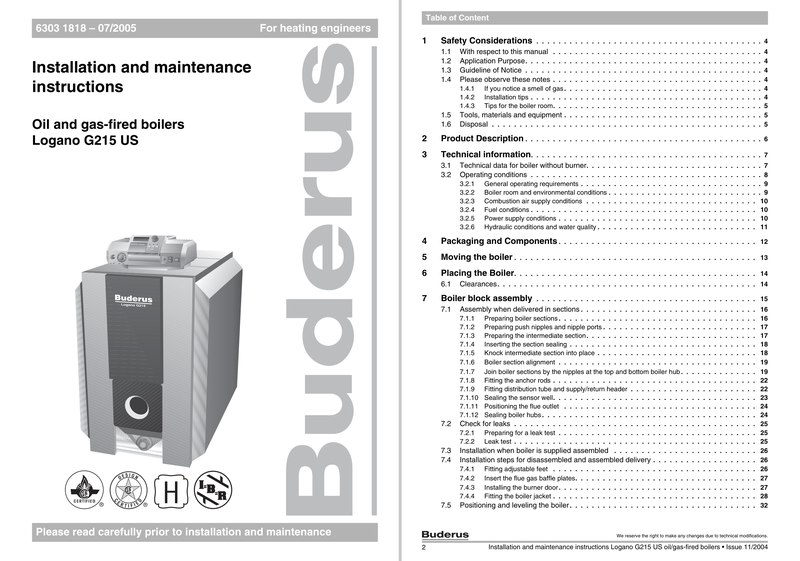 6303 1818 – 07/2005 For heating engineers
Installation and maintenance
instructions
Oil and gas-fired boilers
Logano G215 US
Buderus
Buderus
Logano G215
CERTIFIED
®
DESIGN
CERTIFIED
®
H
I=B=R
Please read carefully prior to installation and maintenance
Table of Content
1 Safety Considerations . . . 4
1.1 With respect to this manual . . . 4
1.2 Application Purpose. . . 4
1.3 Guideline of Notice . . . 4
1.4 Please observe these notes . . . 4
1.4.1 If you notice a smell of gas. . . 4
1.4.2 Installation tips . . . 4
1.4.3 Tips for the boiler room. . . 5
1.5 Tools, materials and equipment . . . 5
1.6 Disposal . . . 5
2 Product Description . . . 6
3 Technical information. . . 7
3.1 Technical data for boiler without burner. . . 7
3.2 Operating conditions . . . 8
3.2.1 General operating requirements . . . 9
3.2.2 Boiler room and environmental conditions . . . 9
3.2.3 Combustion air supply conditions . . . 10
3.2.4 Fuel conditions . . . 10
3.2.5 Power supply conditions . . . 10
3.2.6 Hydraulic conditions and water quality . . . 11
4 Packaging and Components . . . 12
5 Moving the boiler . . . 13
6 Placing the Boiler. . . 14
6.1 Clearances. . . 14
7 Boiler block assembly . . . 15
7.1 Assembly when delivered in sections . . . 16
7.1.1 Preparing boiler sections. . . 16
7.1.2 Preparing push nipples and nipple ports . . . 17
7.1.3 Preparing the intermediate section. . . 17
7.1.4 Inserting the section sealing . . . 18
7.1.5 Knock intermediate section into place . . . 18
7.1.6 Boiler section alignment . . . 19
7.1.7 Join boiler sections by the nipples at the top and bottom boiler hub. . . 19
7.1.8 Fitting the anchor rods . . . 22
7.1.9 Fitting distribution tube and supply/return header . . . 22
7.1.10 Sealing the sensor well. . . 23
7.1.11 Positioning the flue outlet . . . 24
7.1.12 Sealing boiler hubs. . . 24
7.2 Check for leaks . . . 25
7.2.1 Preparing for a leak test . . . 25
7.2.2 Leak test . . . 25
7.3 Installation when boiler is supplied assembled . . . 26
7.4 Installation steps for disassembled and assembled delivery . . . 26
7.4.1 Fitting adjustable feet . . . 26
7.4.2 Insert the flue gas baffle plates. . . 27
7.4.3 Installing the burner door. . . 27
7.4.4 Fitting the boiler jacket . . . 28
7.5 Positioning and leveling the boiler. . . 32
Buderus We reserve the right to make any changes due to technical modifications.
2 Installation and maintenance instructions Logano G215 US oil/gas-fired boilers • Issue 11/2004